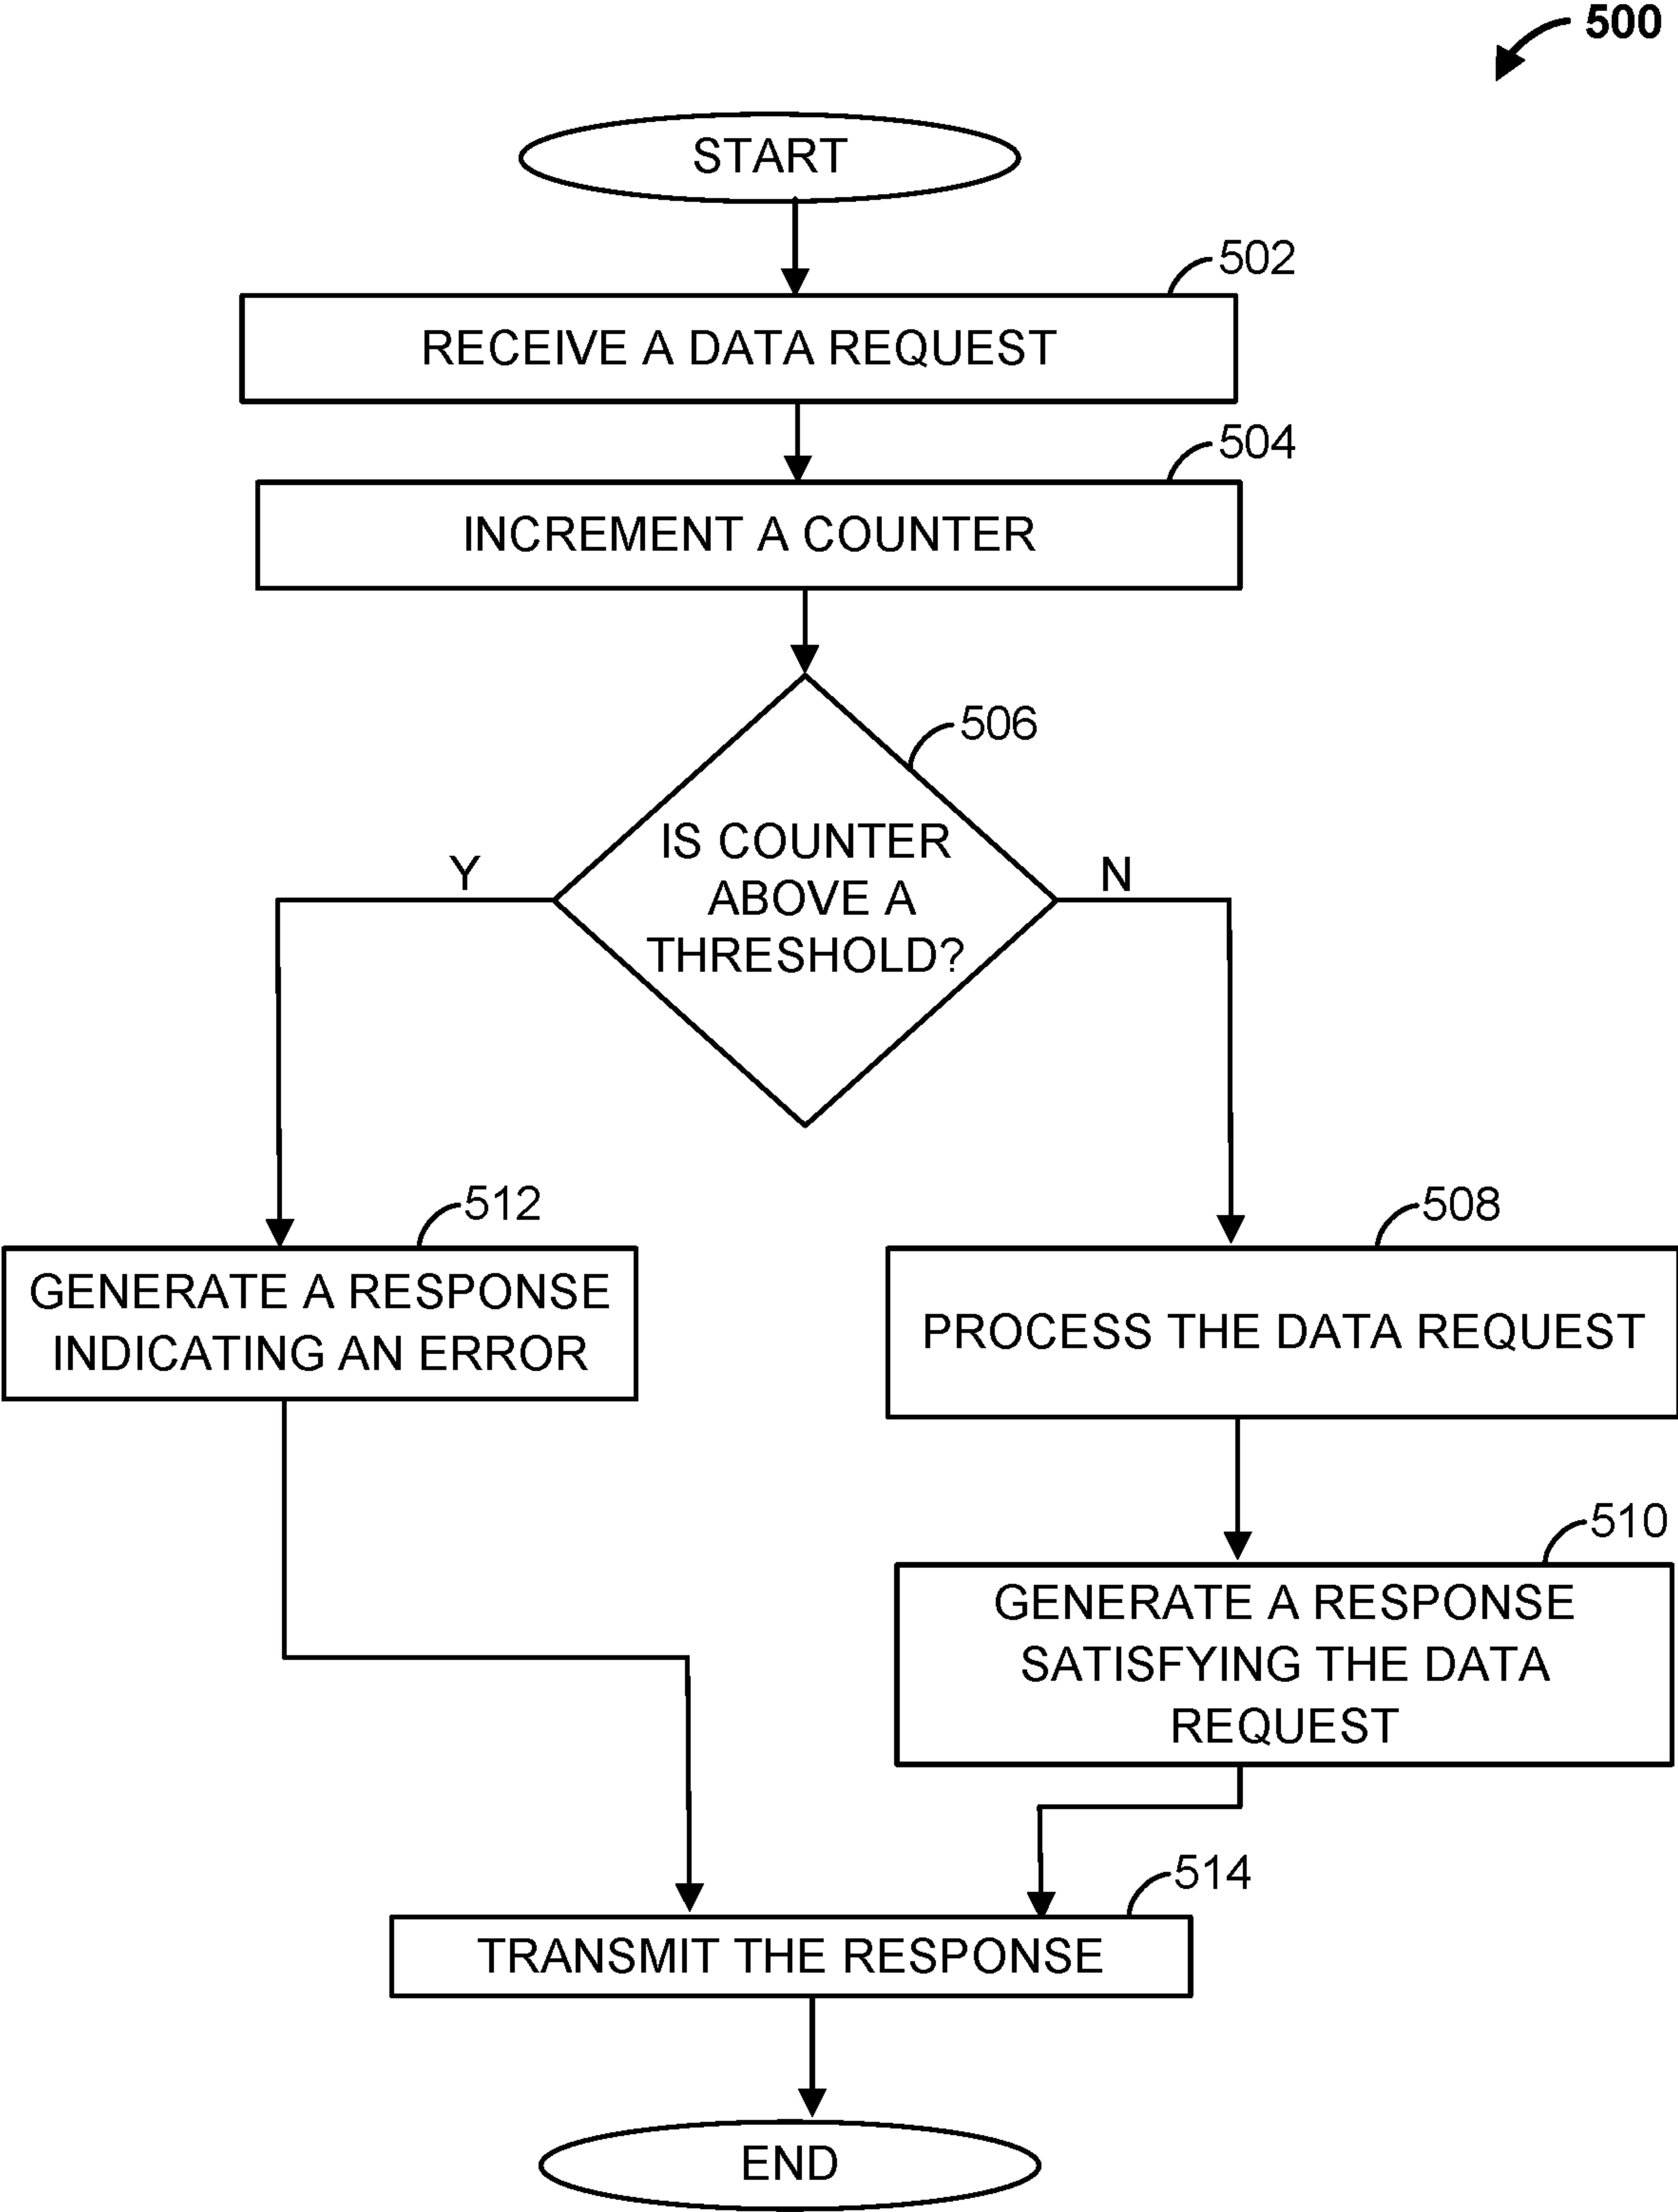 500
START
502
RECEIVE A DATA REQUEST
504
INCREMENT A COUNTER
506
IS COUNTER
ABOVE A
THRESHOLD?
Y
N
512
GENERATE A RESPONSE
INDICATING AN ERROR
508
PROCESS THE DATA REQUEST
510
GENERATE A RESPONSE
SATISFYING THE DATA
REQUEST
514
TRANSMIT THE RESPONSE
END